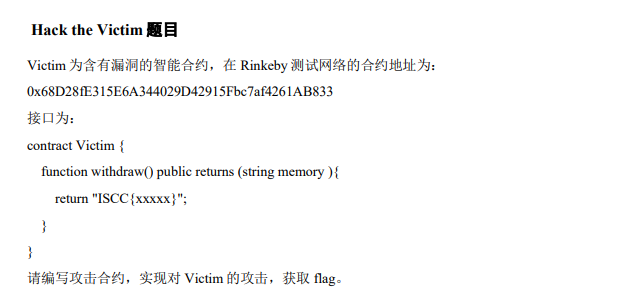 Hack the Victim 题目
Victim 为含有漏洞的智能合约，在 Rinkeby 测试网络的合约地址为：
0x68D28fE315E6A344029D42915Fbc7af4261AB833
接口为：
contract Victim {
function withdraw() public returns (string memory ){
return "ISCC{xxxxx}";
}
}
请编写攻击合约，实现对 Victim 的攻击，获取 flag。